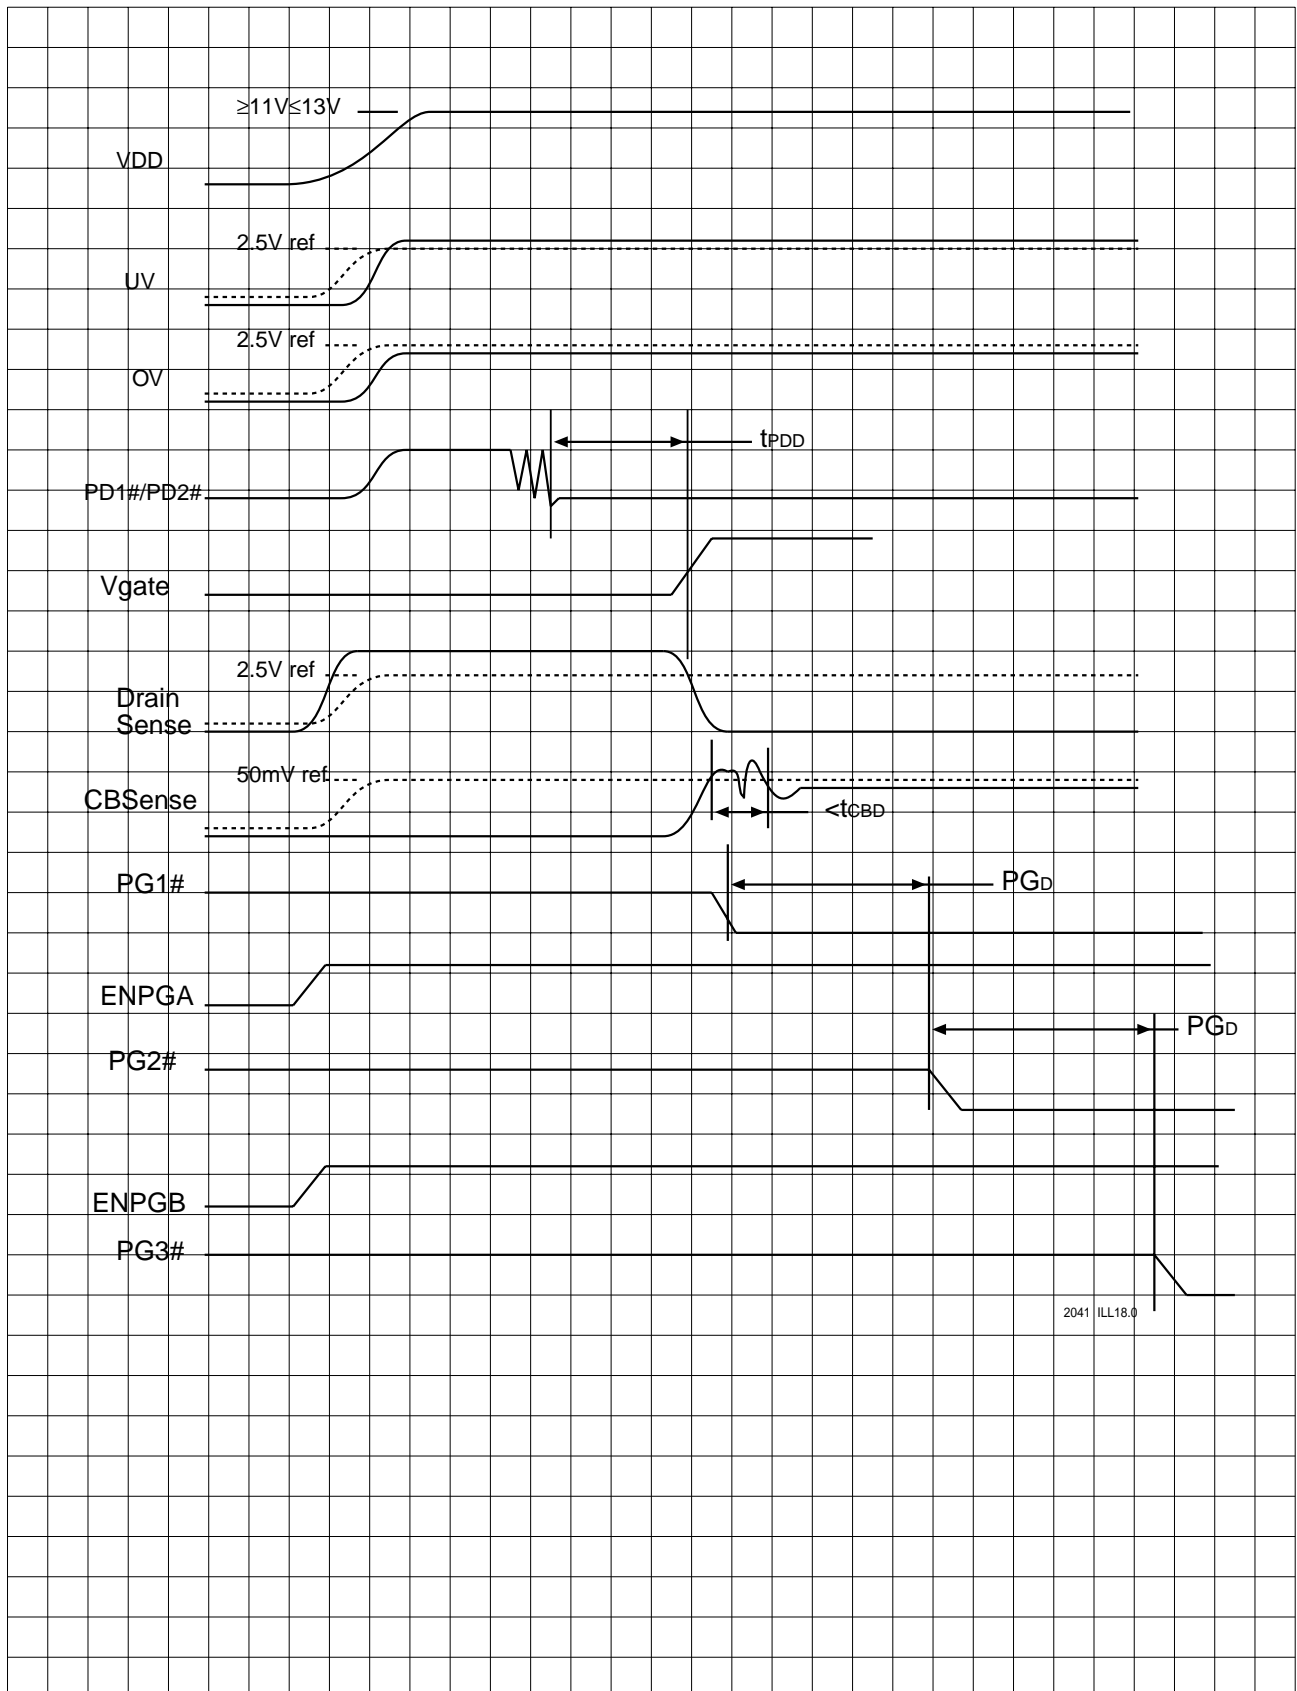 ≥11V≤13V
VDD
2.5V ref
UV
2.5V ref
OV
tPDD
PD1#/PD2#
Vgate
2.5V ref
Drain
Sense
50mV ref
CBSense
<tCBD
PG1#
PGD
ENPGA
PGD
PG2#
ENPGB
PG3#
2041 ILL18.0